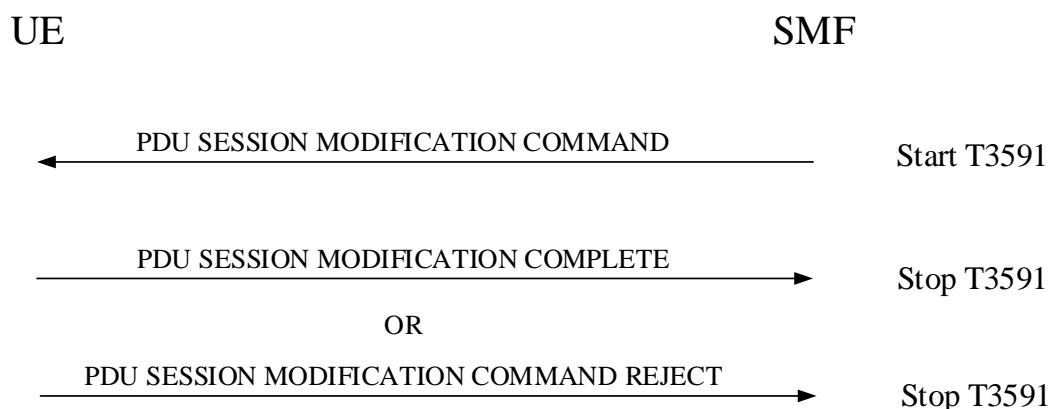 UE SMF
PDU SESSION MODIFICATION COMMAND Start T3591
PDU SESSION MODIFICATION COMPLETE Stop T3591
OR
PDU SESSION MODIFICATION COMMAND REJECT Stop T3591